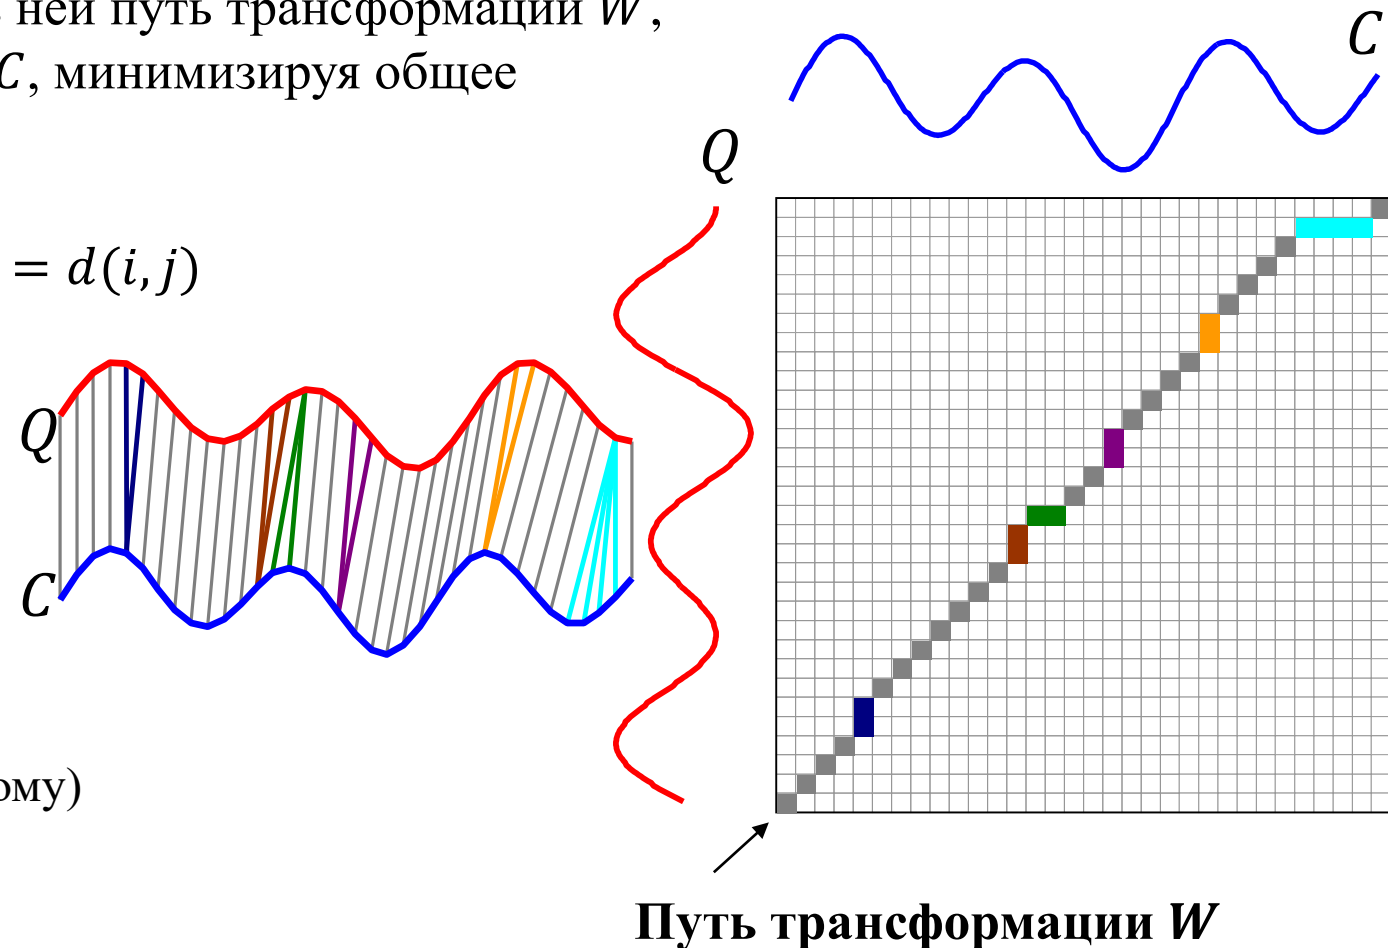 ней путь трансформации W,
C, минимизируя общее
C
Q
= d(i, j)
Q
C
ому)
Путь трансформации W